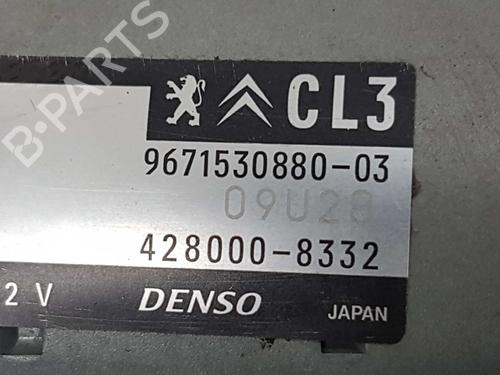 CL3
9671530880-03
09U28
428000-8332
2 V DENSO JAPAN
B-PARTS